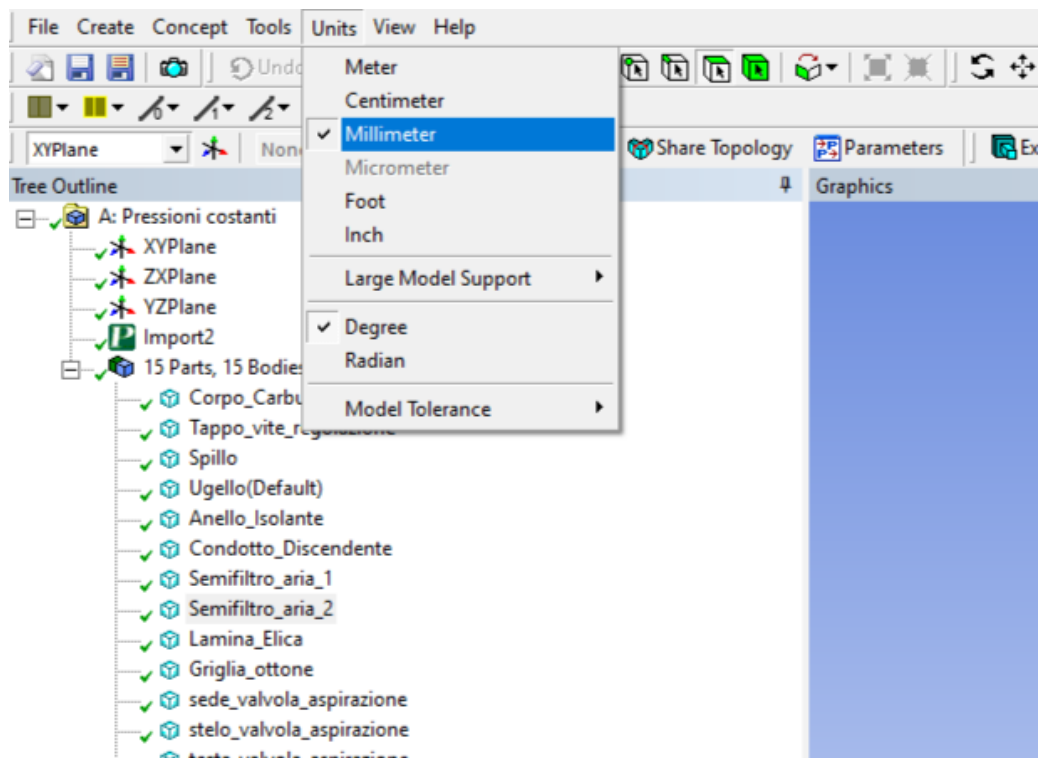 File Create Concept Tools Units View Help
Undo
Meter
Centimeter
Millimeter
Micrometer
Foot
Inch
Large Model Support
Degree
Radian
Model Tolerance
XYPlane
Share Topology Parameters
Tree Outline
Graphics
A: Pressioni costanti
XYPlane
ZXPlane
YZPlane
Import2
15 Parts, 15 Bodies
Corpo_Carbu
Tappo_vite_regolazione
Spillo
Ugello(Default)
Anello_Isolante
Condotto_Discendente
Semifiltro_aria_1
Semifiltro_aria_2
Lamina_Elica
Griglia_ottone
sede_valvola_aspirazione
stelo_valvola_aspirazione